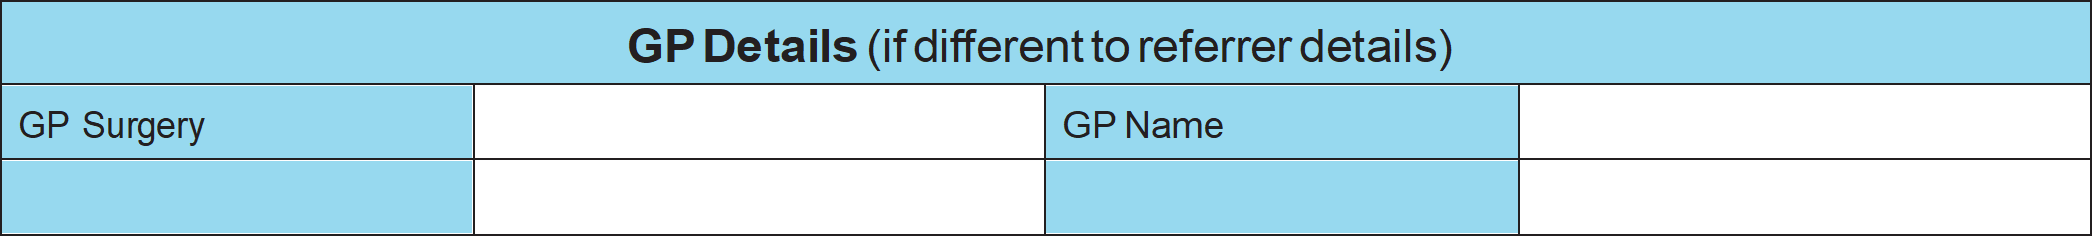 GP Details (if different to referrer details)
GP Surgery
GP Name